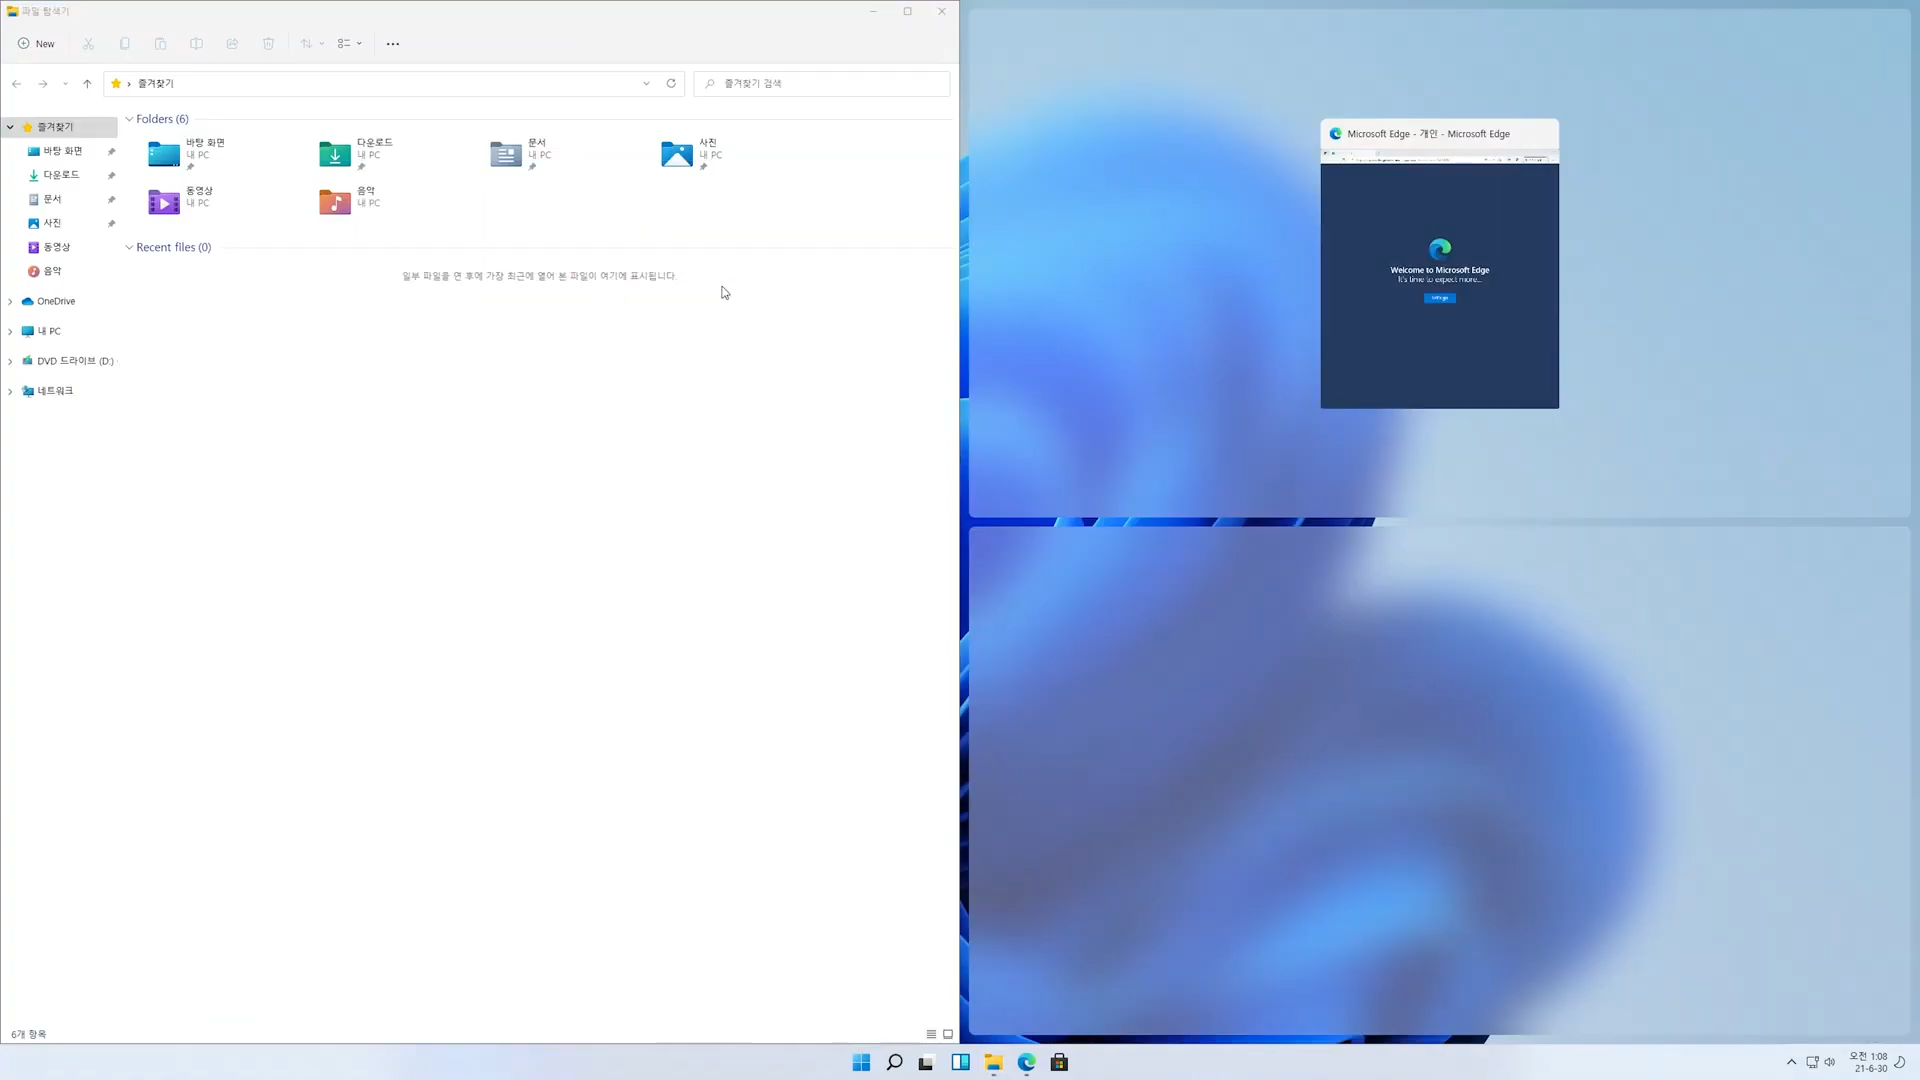 파일 탐색기
New
즐겨찾기
즐겨찾기 검색
즐겨찾기
바탕 화면
다운로드
문서
사진
동영상
음악
OneDrive
내 PC
DVD 드라이브 (D:)
네트워크
Folders (6)
바탕 화면
내 PC
다운로드
내 PC
문서
내 PC
사진
내 PC
동영상
내 PC
음악
내 PC
Recent files (0)
일부 파일을 연 후에 가장 최근에 열어 본 파일이 여기에 표시됩니다.
6개 항목
Microsoft Edge - 개인 - Microsoft Edge
Welcome to Microsoft Edge
It's time to expect more...
오전 1:08
21-6-30